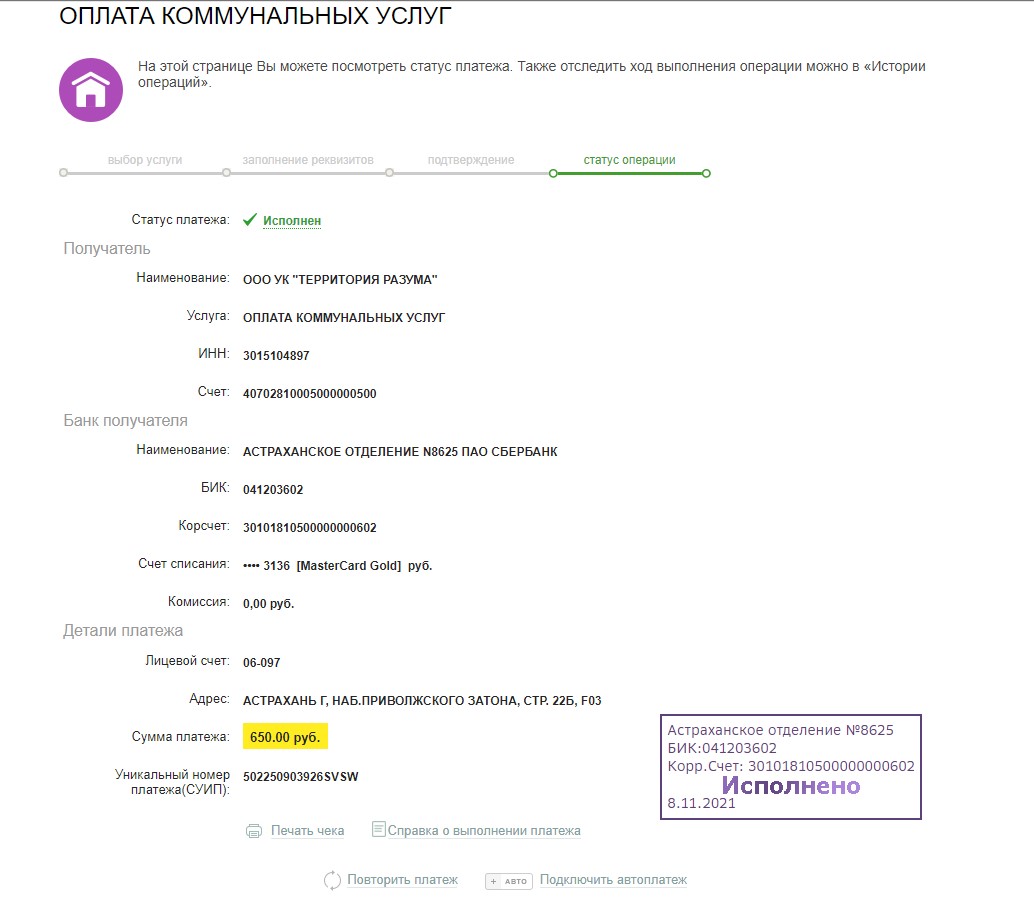 ОПЛАТА КОММУНАЛЬНЫХ УСЛУГ
На этой странице Вы можете посмотреть статус платежа. Также отследить ход выполнения операции можно в «Истории
операций».
выбор услуги заполнение реквизитов подтверждение статус операции
Статус платежа: Исполнен
Получатель
Наименование: ООО УК "ТЕРРИТОРИЯ РАЗУМА"
Услуга: ОПЛАТА КОММУНАЛЬНЫХ УСЛУГ
ИНН: 3015104897
Счет: 40702810005000000500
Банк получателя
Наименование: АСТРАХАНСКОЕ ОТДЕЛЕНИЕ N8625 ПАО СБЕРБАНК
БИК: 041203602
Корсчет: 30101810500000000602
Счет списания: •••• 3136 [MasterCard Gold] руб.
Комиссия: 0,00 руб.
Детали платежа
Лицевой счет: 06-097
Адрес: АСТРАХАНЬ Г, НАБ.ПРИВОЛЖСКОГО ЗАТОНА, СТР. 22Б, F03
Сумма платежа: 650.00 руб.
Уникальный номер
платежа(СУИП): 502250903926SVSW
Астраханское отделение №8625
БИК:041203602
Корр.Счет: 30101810500000000602
Исполнено
8.11.2021
Печать чека Справка о выполнении платежа
Повторить платеж + АВТО Подключить автоплатеж